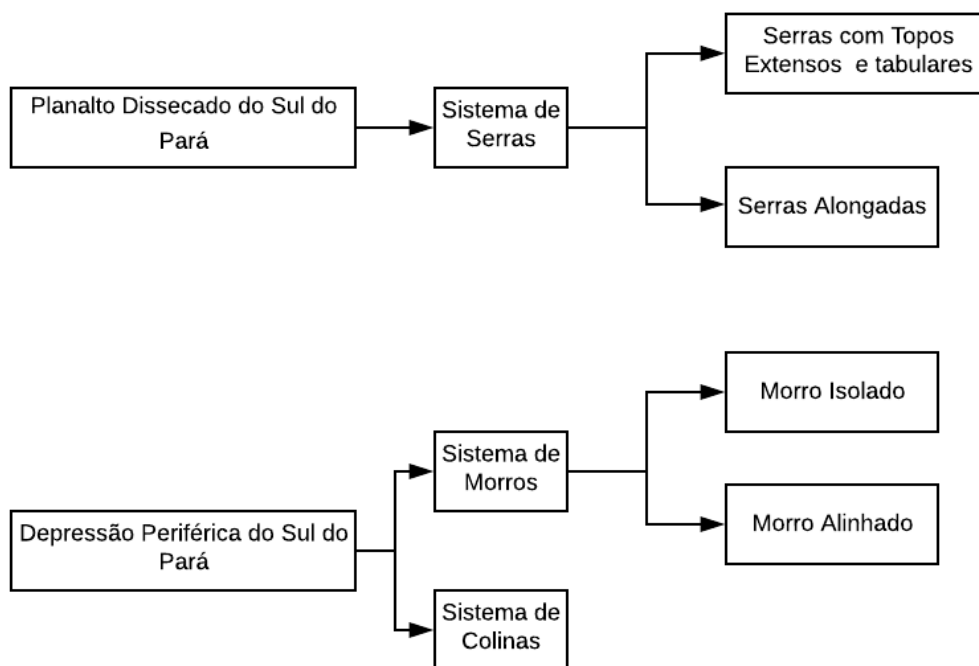 Serras com Topos
Extensos e tabulares
Planalto Dissecado do Sul do
Pará
Sistema de
Serras
Serras Alongadas
Morro Isolado
Sistema de
Morros
Depressão Periférica do Sul do
Pará
Morro Alinhado
Sistema de
Colinas